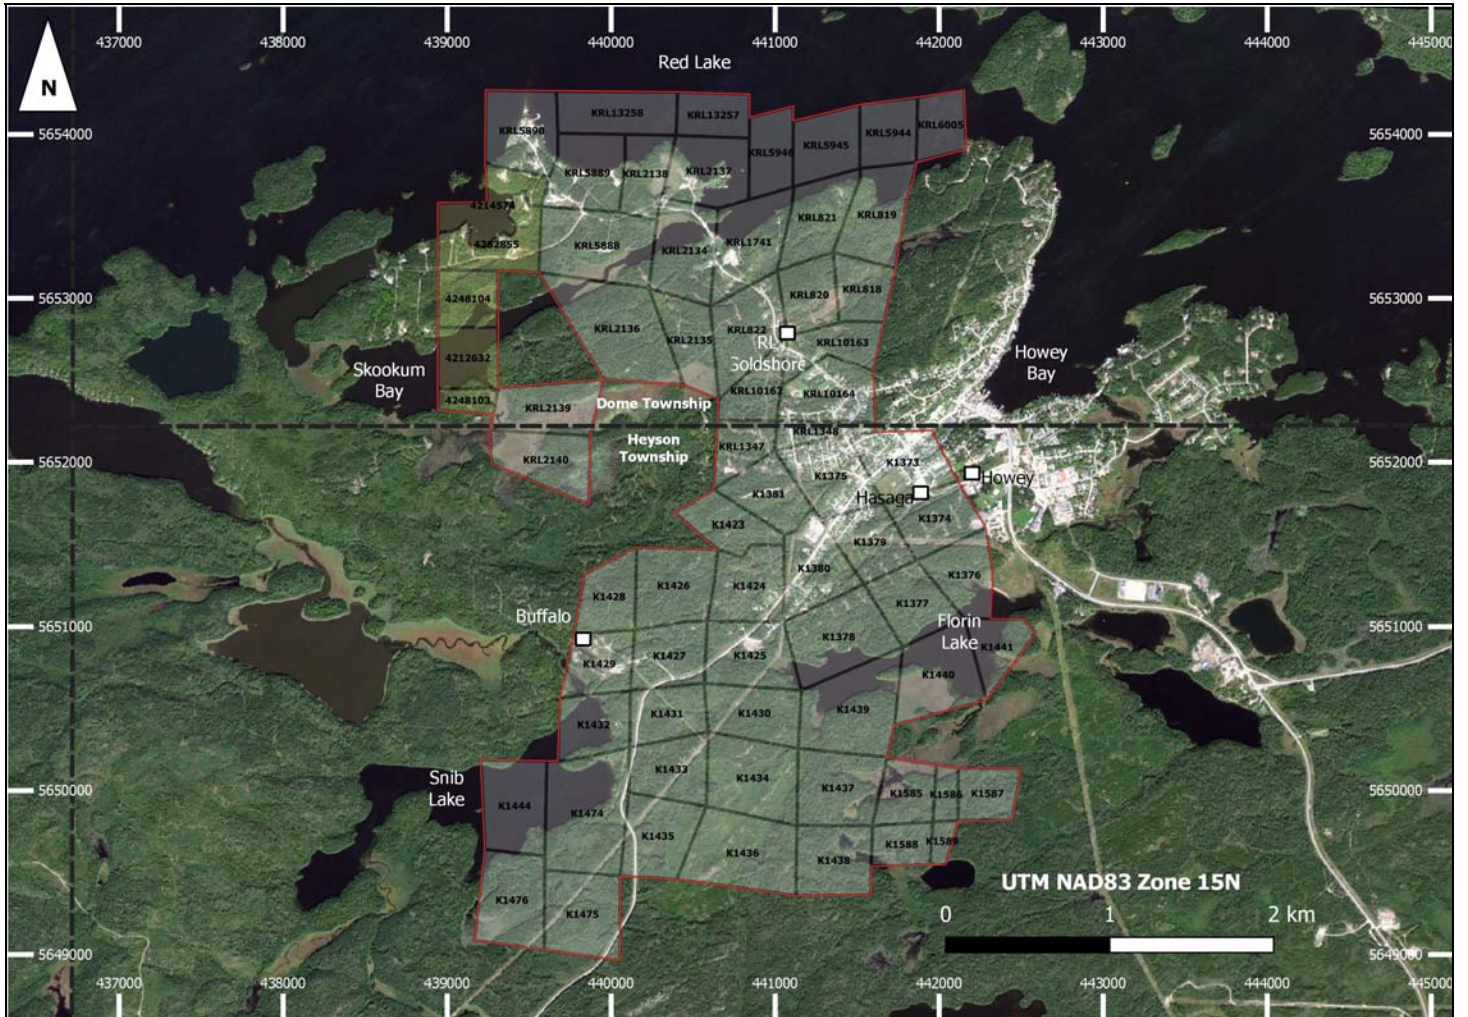 437000 438000 439000 440000 441000 442000 443000 444000 445000
N
Red Lake
5654000 5654000
KRL5890 KRL13258 KRL13257 KRL5946 KRL5945 KRL5944 KRL6005
KRL5889 KRL2138 KRL2137
4214574 KRL821 KRL819
4282855 KRL5888 KRL2134 KRL1741
5653000 5653000
4248104 KRL820 KRL818
KRL2136 KRL2135 KRL822
RL
Goldshore
KRL10163
4212632
Skookum
Bay
Howey
Bay
4248103 KRL2139 KRL10162 KRL10164
Dome Township
Heyson
Township
KRL1347 KRL1348
5652000 5652000
KRL2140 K1375 K1373
Howey
Hasaga
K1381 K1374
K1423 K1379
K1428 K1426 K1424 K1380 K1376
Buffalo
5651000 5651000
K1377
Florin
Lake
K1378 K1441
K1429 K1427 K1425 K1440
K1432 K1431 K1430 K1439
K1433 K1434 K1437
5650000 5650000
Snib
Lake
K1444 K1474 K1585 K1586 K1587
K1435 K1436 K1438 K1588 K1589
K1476 K1475
UTM NAD83 Zone 15N
0 1 2 km
5649000 5649000
437000 438000 439000 440000 441000 442000 443000 444000 445000